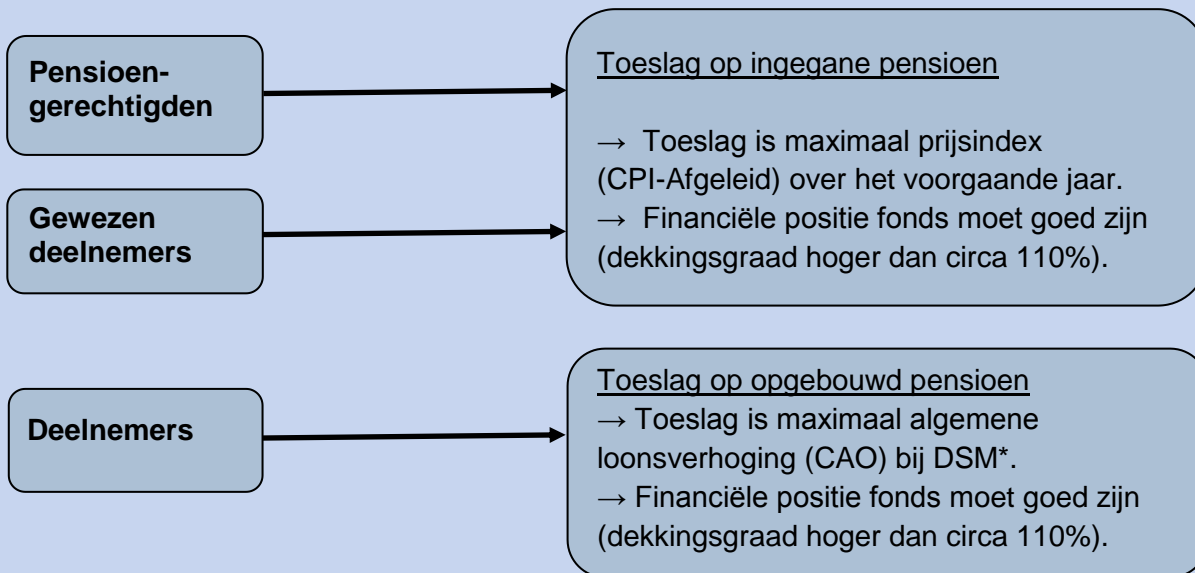 Pensioen-
gerechtigden
Toeslag op ingegane pensioen
→ Toeslag is maximaal prijsindex
(CPI-Afgeleid) over het voorgaande jaar.
→ Financiële positie fonds moet goed zijn
(dekkingsgraad hoger dan circa 110%).
Gewezen
deelnemers
Deelnemers
Toeslag op opgebouwd pensioen
→ Toeslag is maximaal algemene
loonsverhoging (CAO) bij DSM*.
→ Financiële positie fonds moet goed zijn
(dekkingsgraad hoger dan circa 110%).